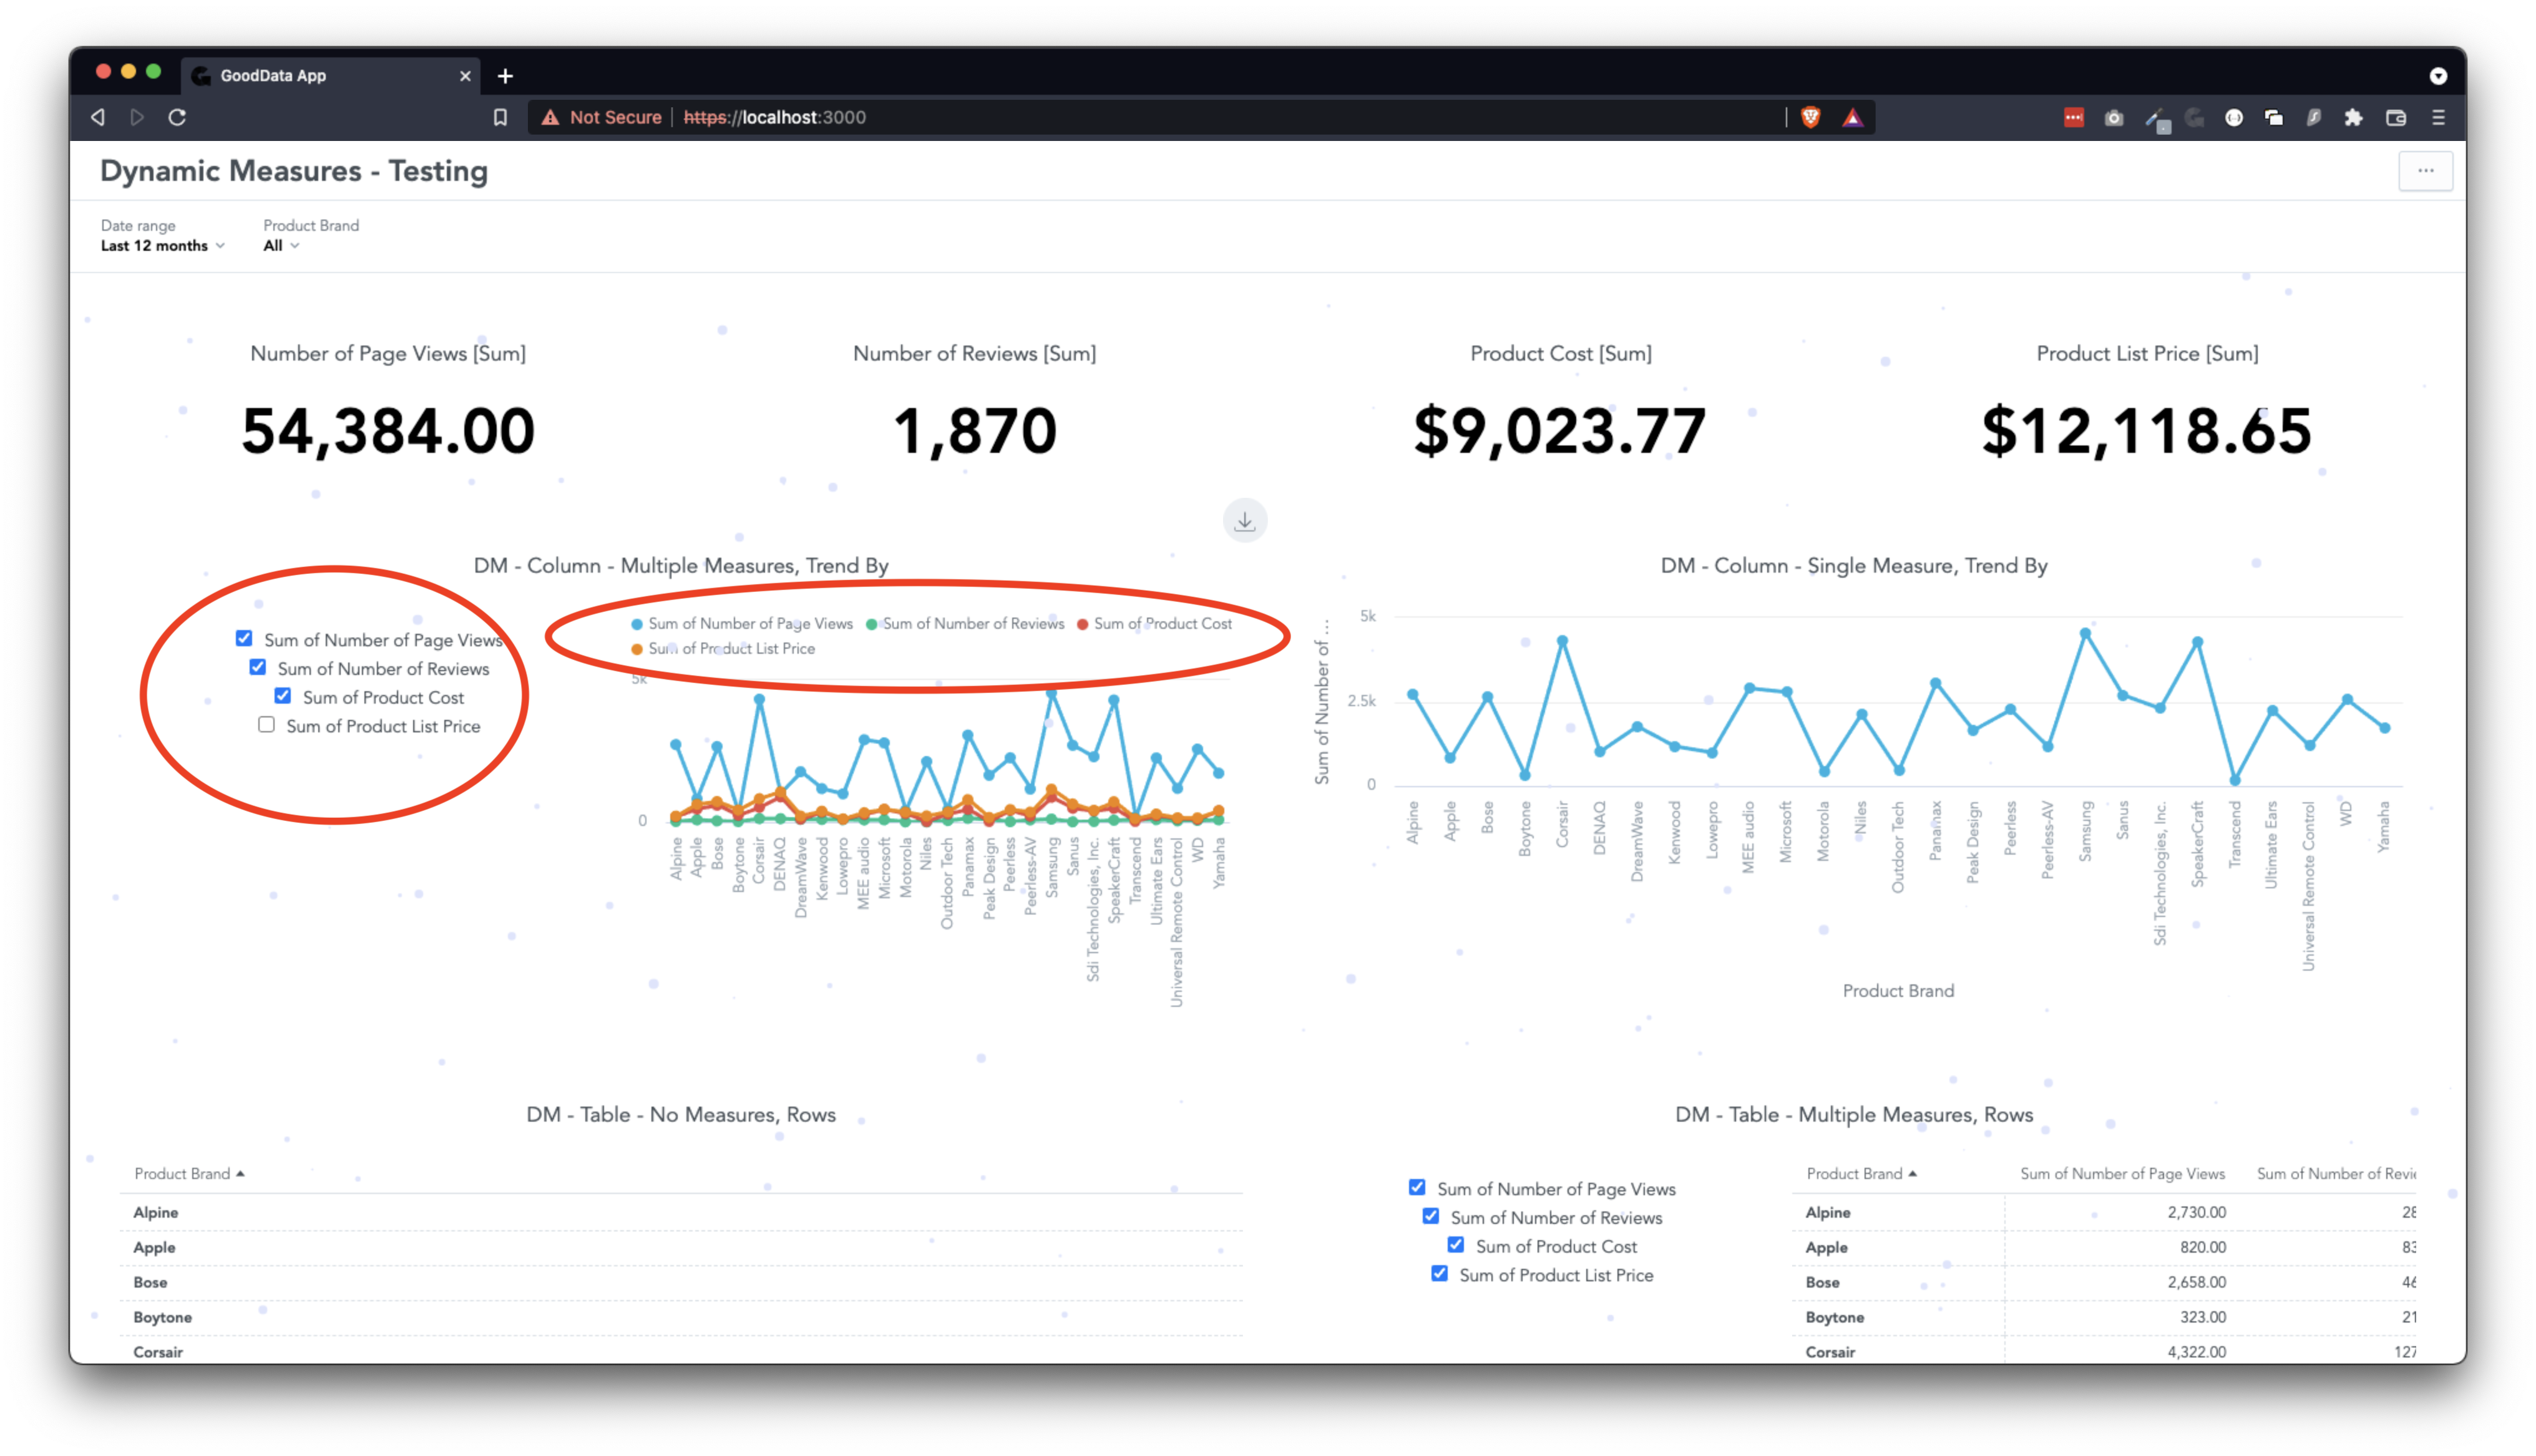 GoodData App
Not Secure | https://localhost:3000
Dynamic Measures - Testing
Date range
Last 12 months
Product Brand
All
Number of Page Views [Sum]
54,384.00
Number of Reviews [Sum]
1,870
Product Cost [Sum]
$9,023.77
Product List Price [Sum]
$12,118.65
DM - Column - Multiple Measures, Trend By
Sum of Number of Page Views
Sum of Number of Reviews
Sum of Product Cost
Sum of Product List Price
Sum of Number of Page Views Sum of Number of Reviews Sum of Product Cost
Sum of Product List Price
5k
0
Alpine
Apple
Bose
Boytone
Corsair
DENAQ
DreamWave
Kenwood
Lowepro
MEE audio
Microsoft
Motorola
Niles
Outdoor Tech
Panamax
Peak Design
Peerless
Peerless-AV
Samsung
Sanus
Sdi Technologies, Inc.
SpeakerCraft
Transcend
Ultimate Ears
Universal Remote Control
WD
Yamaha
DM - Column - Single Measure, Trend By
Sum of Number of ...
5k
2.5k
0
Alpine
Apple
Bose
Boytone
Corsair
DENAQ
DreamWave
Kenwood
Lowepro
MEE audio
Microsoft
Motorola
Niles
Outdoor Tech
Panamax
Peak Design
Peerless
Peerless-AV
Samsung
Sanus
Sdi Technologies, Inc.
SpeakerCraft
Transcend
Ultimate Ears
Universal Remote Control
WD
Yamaha
Product Brand
DM - Table - No Measures, Rows
Product Brand
Alpine
Apple
Bose
Boytone
Corsair
DM - Table - Multiple Measures, Rows
Sum of Number of Page Views
Sum of Number of Reviews
Sum of Product Cost
Sum of Product List Price
Product Brand Sum of Number of Page Views Sum of Number of Revie
Alpine 2,730.00 28
Apple 820.00 83
Bose 2,658.00 46
Boytone 323.00 21
Corsair 4,322.00 127